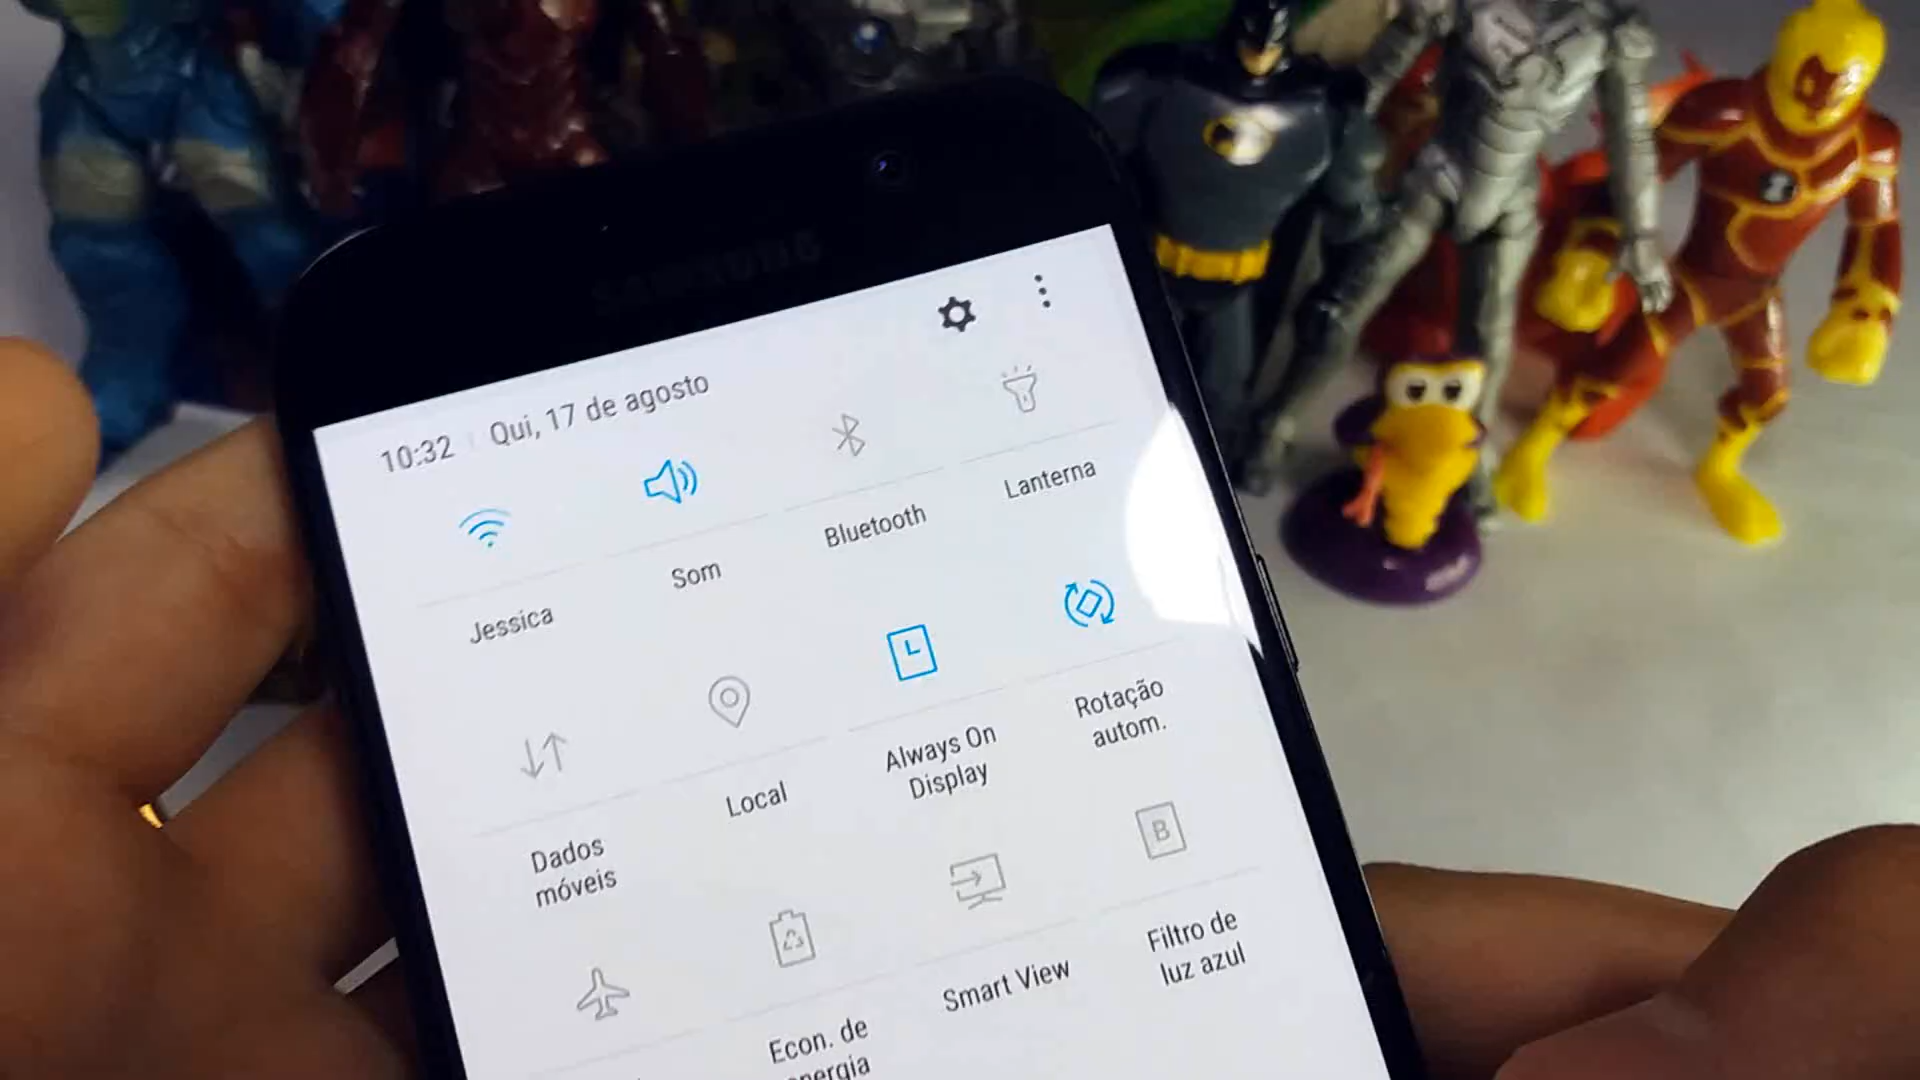 SAMSUNG
10:32 Qui, 17 de agosto
Jessica
Som
Bluetooth
Lanterna
Dados
móveis
Local
Always On
Display
Rotação
autom.
Econ. de
energia
Smart View
B
Filtro de
luz azul